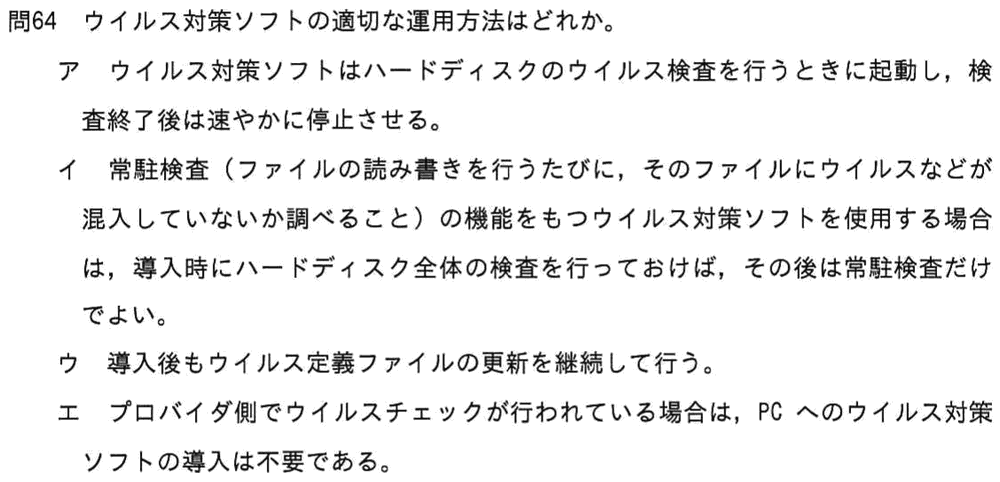 問64 ウイルス対策ソフトの適切な運用方法はどれか。
ア ウイルス対策ソフトはハードディスクのウイルス検査を行うときに起動し，検
査終了後は速やかに停止させる。
イ 常駐検査（ファイルの読み書きを行うたびに，そのファイルにウイルスなどが
混入していないか調べること）の機能をもつウイルス対策ソフトを使用する場合
は，導入時にハードディスク全体の検査を行っておけば，その後は常駐検査だけ
でよい。
ウ 導入後もウイルス定義ファイルの更新を継続して行う。
エ プロバイダ側でウイルスチェックが行われている場合は，PC へのウイルス対策
ソフトの導入は不要である。